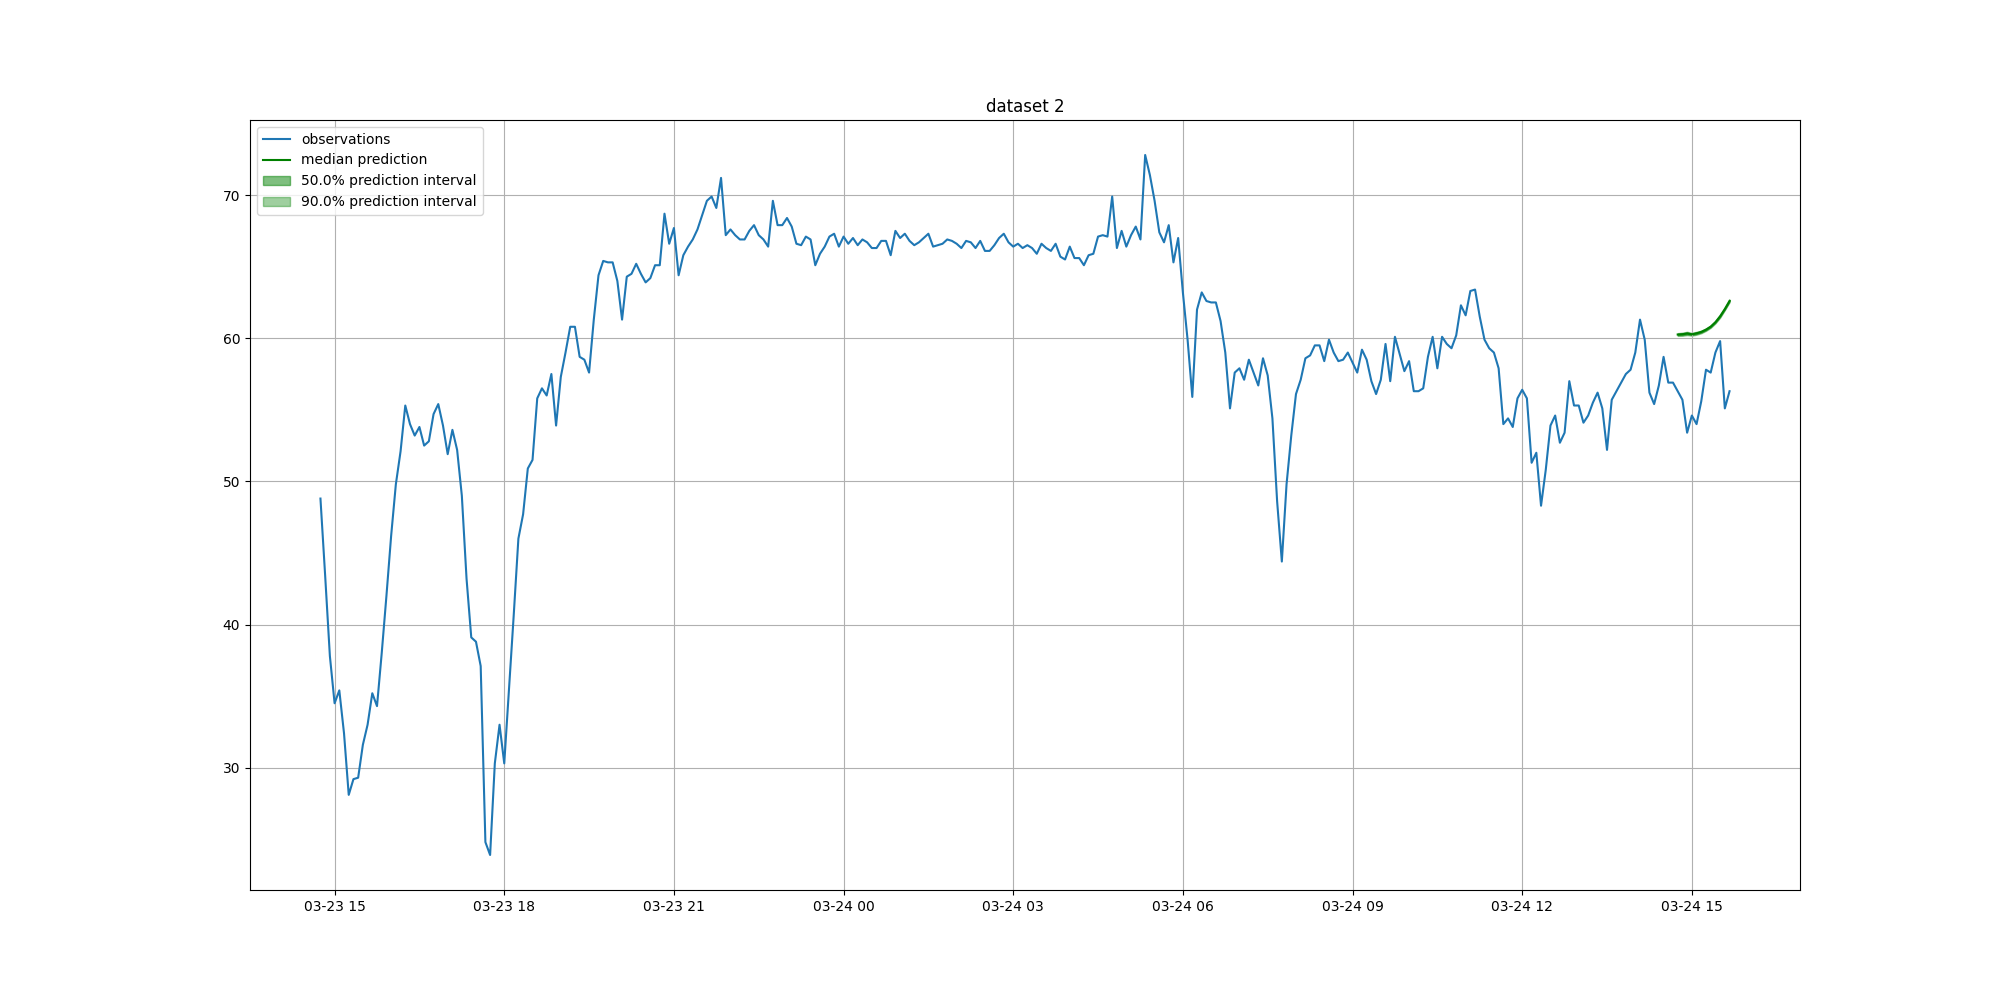 dataset 2
observations
median prediction
50.0% prediction interval
90.0% prediction interval
70
60
50
40
30
03-23 15
03-23 18
03-23 21
03-24 00
03-24 03
03-24 06
03-24 09
03-24 12
03-24 15